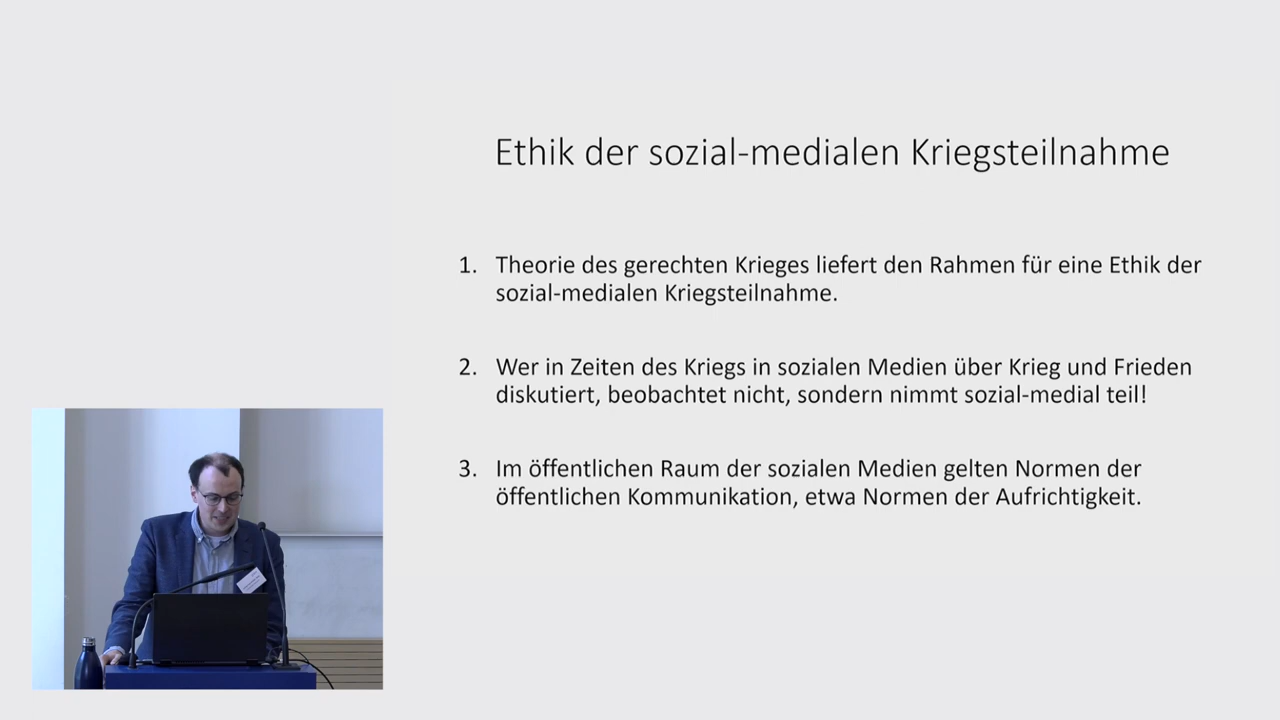 Ethik der sozial-medialen Kriegsteilnahme
1. Theorie des gerechten Krieges liefert den Rahmen für eine Ethik der
sozial-medialen Kriegsteilnahme.
2. Wer in Zeiten des Kriegs in sozialen Medien über Krieg und Frieden
diskutiert, beobachtet nicht, sondern nimmt sozial-medial teil!
3. Im öffentlichen Raum der sozialen Medien gelten Normen der
öffentlichen Kommunikation, etwa Normen der Aufrichtigkeit.